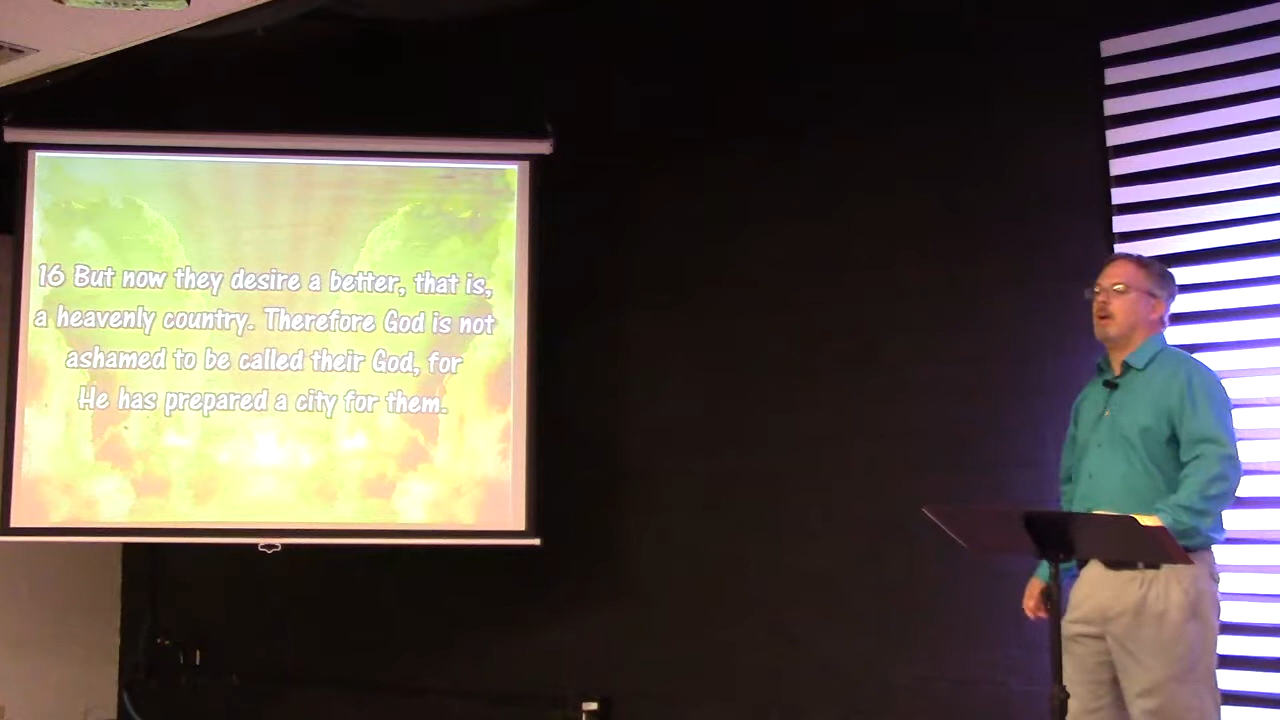 16 But now they desire a better, that is,
a heavenly country. Therefore God is not
ashamed to be called their God, for
He has prepared a city for them.